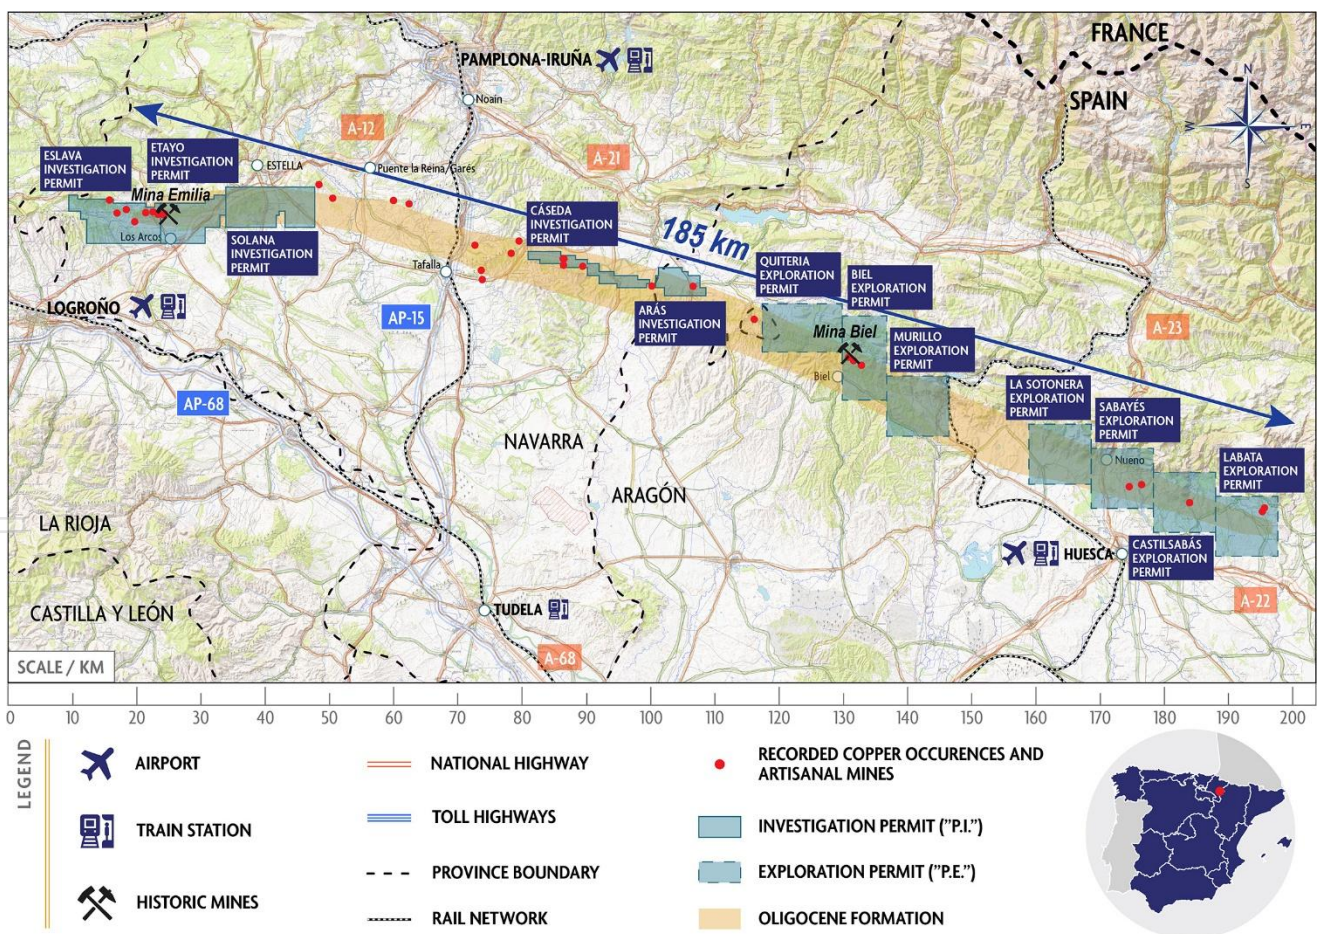 FRANCE
SPAIN
N
W
E
S
PAMPLONA-IRUÑA
Noain
A-12
A-21
ESLAVA
INVESTIGATION
PERMIT
ETAYO
INVESTIGATION
PERMIT
Mina Emilia
ESTELLA
Puente la Reina/Garés
Los Arcos
SOLANA
INVESTIGATION
PERMIT
CÁSEDA
INVESTIGATION
PERMIT
185 km
Tafalla
LOGROÑO
AP-15
AP-68
ARÁS
INVESTIGATION
PERMIT
QUITERIA
EXPLORATION
PERMIT
BIEL
EXPLORATION
PERMIT
Mina Biel
Biel
MURILLO
EXPLORATION
PERMIT
A-23
LA SOTONERA
EXPLORATION
PERMIT
SABAYÉS
EXPLORATION
PERMIT
Nueno
LABATA
EXPLORATION
PERMIT
NAVARRA
ARAGÓN
LA RIOJA
CASTILLA Y LEÓN
TUDELA
A-68
HUESCA
CASTILSABÁS
EXPLORATION
PERMIT
A-22
SCALE / KM
0 10 20 30 40 50 60 70 80 90 100 110 120 130 140 150 160 170 180 190 200
LEGEND
AIRPORT
TRAIN STATION
HISTORIC MINES
NATIONAL HIGHWAY
TOLL HIGHWAYS
PROVINCE BOUNDARY
RAIL NETWORK
RECORDED COPPER OCCURENCES AND
ARTISANAL MINES
INVESTIGATION PERMIT ("P.I.")
EXPLORATION PERMIT ("P.E.")
OLIGOCENE FORMATION